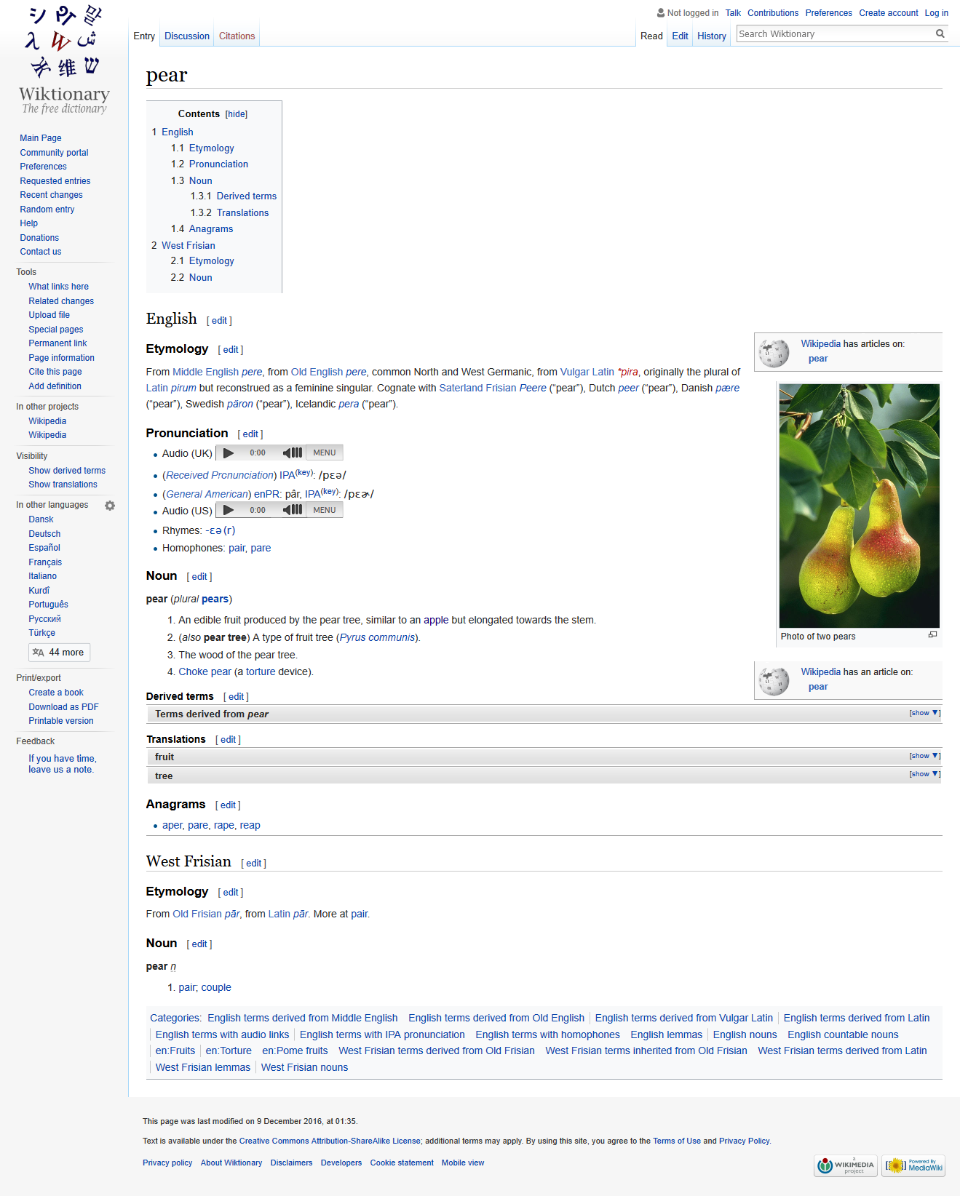 Not logged in Talk Contributions Preferences Create account Log in
Entry Discussion Citations Read Edit History Search Wiktionary
Wiktionary
The free dictionary
Main Page
Community portal
Preferences
Requested entries
Recent changes
Random entry
Help
Donations
Contact us
Tools
What links here
Related changes
Upload file
Special pages
Permanent link
Page information
Cite this page
Add definition
In other projects
Wikipedia
Wikipedia
Visibility
Show derived terms
Show translations
In other languages
Dansk
Deutsch
Español
Français
Italiano
Kurdî
Português
Русский
Türkçe
44 more
Print/export
Create a book
Download as PDF
Printable version
Feedback
If you have time,
leave us a note.
pear
Contents [hide]
1 English
1.1 Etymology
1.2 Pronunciation
1.3 Noun
1.3.1 Derived terms
1.3.2 Translations
1.4 Anagrams
2 West Frisian
2.1 Etymology
2.2 Noun
English [ edit ]
Wikipedia has articles on:
pear
Etymology [ edit ]
From Middle English pere, from Old English pere, common North and West Germanic, from Vulgar Latin *pira, originally the plural of
Latin pirum but reconstrued as a feminine singular. Cognate with Saterland Frisian Peere (“pear”), Dutch peer (“pear”), Danish pære
(“pear”), Swedish päron (“pear”), Icelandic pera (“pear”).
Pronunciation [ edit ]
Audio (UK) 0:00 MENU
(Received Pronunciation) IPA(key): /pɛə/
(General American) enPR: pâr, IPA(key): /pɛɚ/
Audio (US) 0:00 MENU
Rhymes: -ɛə(r)
Homophones: pair, pare
Photo of two pears
Noun [ edit ]
pear (plural pears)
1. An edible fruit produced by the pear tree, similar to an apple but elongated towards the stem.
2. (also pear tree) A type of fruit tree (Pyrus communis).
3. The wood of the pear tree.
4. Choke pear (a torture device).
Wikipedia has an article on:
pear
Derived terms [ edit ]
Terms derived from pear [show ▼]
Translations [ edit ]
fruit [show ▼]
tree [show ▼]
Anagrams [ edit ]
aper, pare, rape, reap
West Frisian [ edit ]
Etymology [ edit ]
From Old Frisian pār, from Latin pār. More at pair.
Noun [ edit ]
pear n
1. pair; couple
Categories: English terms derived from Middle English English terms derived from Old English English terms derived from Vulgar Latin English terms derived from Latin
English terms with audio links English terms with IPA pronunciation English terms with homophones English lemmas English nouns English countable nouns
en:Fruits en:Torture en:Pome fruits West Frisian terms derived from Old Frisian West Frisian terms inherited from Old Frisian West Frisian terms derived from Latin
West Frisian lemmas West Frisian nouns
This page was last modified on 9 December 2016, at 01:35.
Text is available under the Creative Commons Attribution-ShareAlike License; additional terms may apply. By using this site, you agree to the Terms of Use and Privacy Policy.
Privacy policy About Wiktionary Disclaimers Developers Cookie statement Mobile view
A WIKIMEDIA project
Powered By MediaWiki